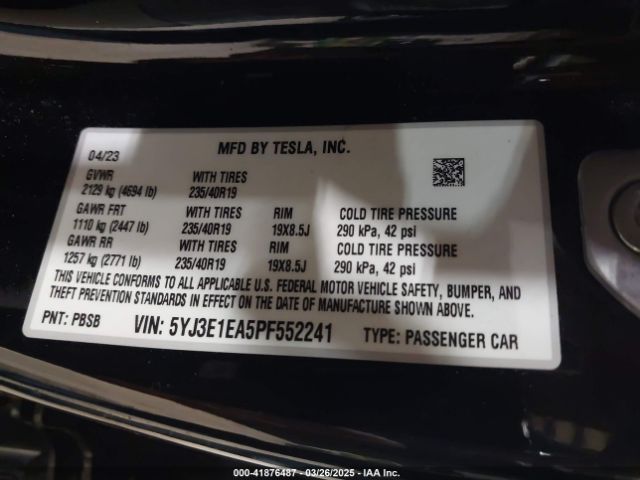 04/23 MFD BY TESLA, INC.
GVWR WITH TIRES
2129 kg (4694 lb) 235/40R19
GAWR FRT WITH TIRES RIM COLD TIRE PRESSURE
1110 kg (2447 lb) 235/40R19 19X8.5J 290 kPa, 42 psi
GAWR RR WITH TIRES RIM COLD TIRE PRESSURE
1257 kg (2771 lb) 235/40R19 19X8.5J 290 kPa, 42 psi
THIS VEHICLE CONFORMS TO ALL APPLICABLE U.S. FEDERAL MOTOR VEHICLE SAFETY, BUMPER, AND
THEFT PREVENTION STANDARDS IN EFFECT ON THE DATE OF MANUFACTURE SHOWN ABOVE.
PNT: PBSB VIN: 5YJ3E1EA5PF552241 TYPE: PASSENGER CAR
000-41876487 - 03/26/2025 - IAA Inc.